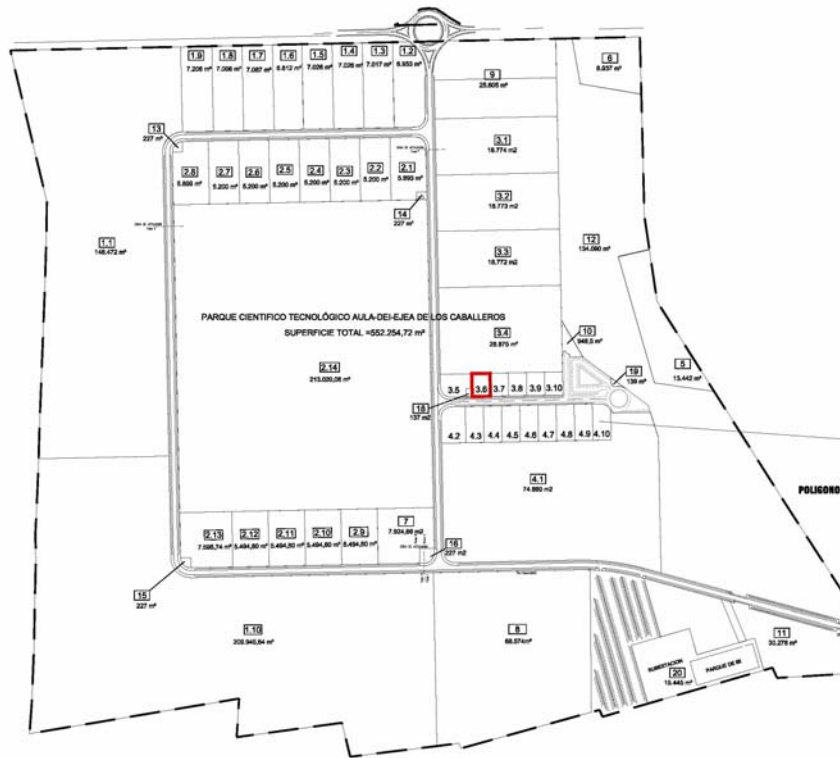 1.9
7.206 m²
1.8
7.006 m²
1.7
7.087 m²
1.6
6.812 m²
1.5
7.026 m²
1.4
7.026 m²
1.3
7.017 m²
1.2
6.933 m²
9
25.605 m²
6
8.937 m²
13
227 m²
3.1
18.774 m2
2.8
5.899 m²
2.7
5.200 m²
2.6
5.200 m²
2.5
5.200 m²
2.4
5.200 m²
2.3
5.200 m²
2.2
5.200 m²
2.1
5.993 m²
3.2
18.773 m2
14
227 m²
1.1
146.472 m²
3.3
18.772 m2
12
134.090 m²
PARQUE CIENTIFICO TECNOLÓGICO AULA-DEI-EJEA DE LOS CABALLEROS
SUPERFICIE TOTAL =552.254,72 m²
3.4
28.875 m²
10
948,5 m²
5
13.442 m²
2.14
213.020,08 m²
19
139 m²
3.5
3.6
3.7
3.8
3.9
3.10
18
137 m2
4.2
4.3
4.4
4.5
4.6
4.7
4.8
4.9
4.10
4.1
74.880 m2
POLIGONO
2.13
7.595,74 m²
2.12
5.494,80 m²
2.11
5.494,80 m²
2.10
5.494,80 m²
2.9
5.494,80 m²
7
7.924,66 m2
16
227 m2
15
227 m²
1.10
209.945,64 m²
8
68.574m²
11
30.276 m²
SUBESTACION
20
15.445 m²
PARQUE DE